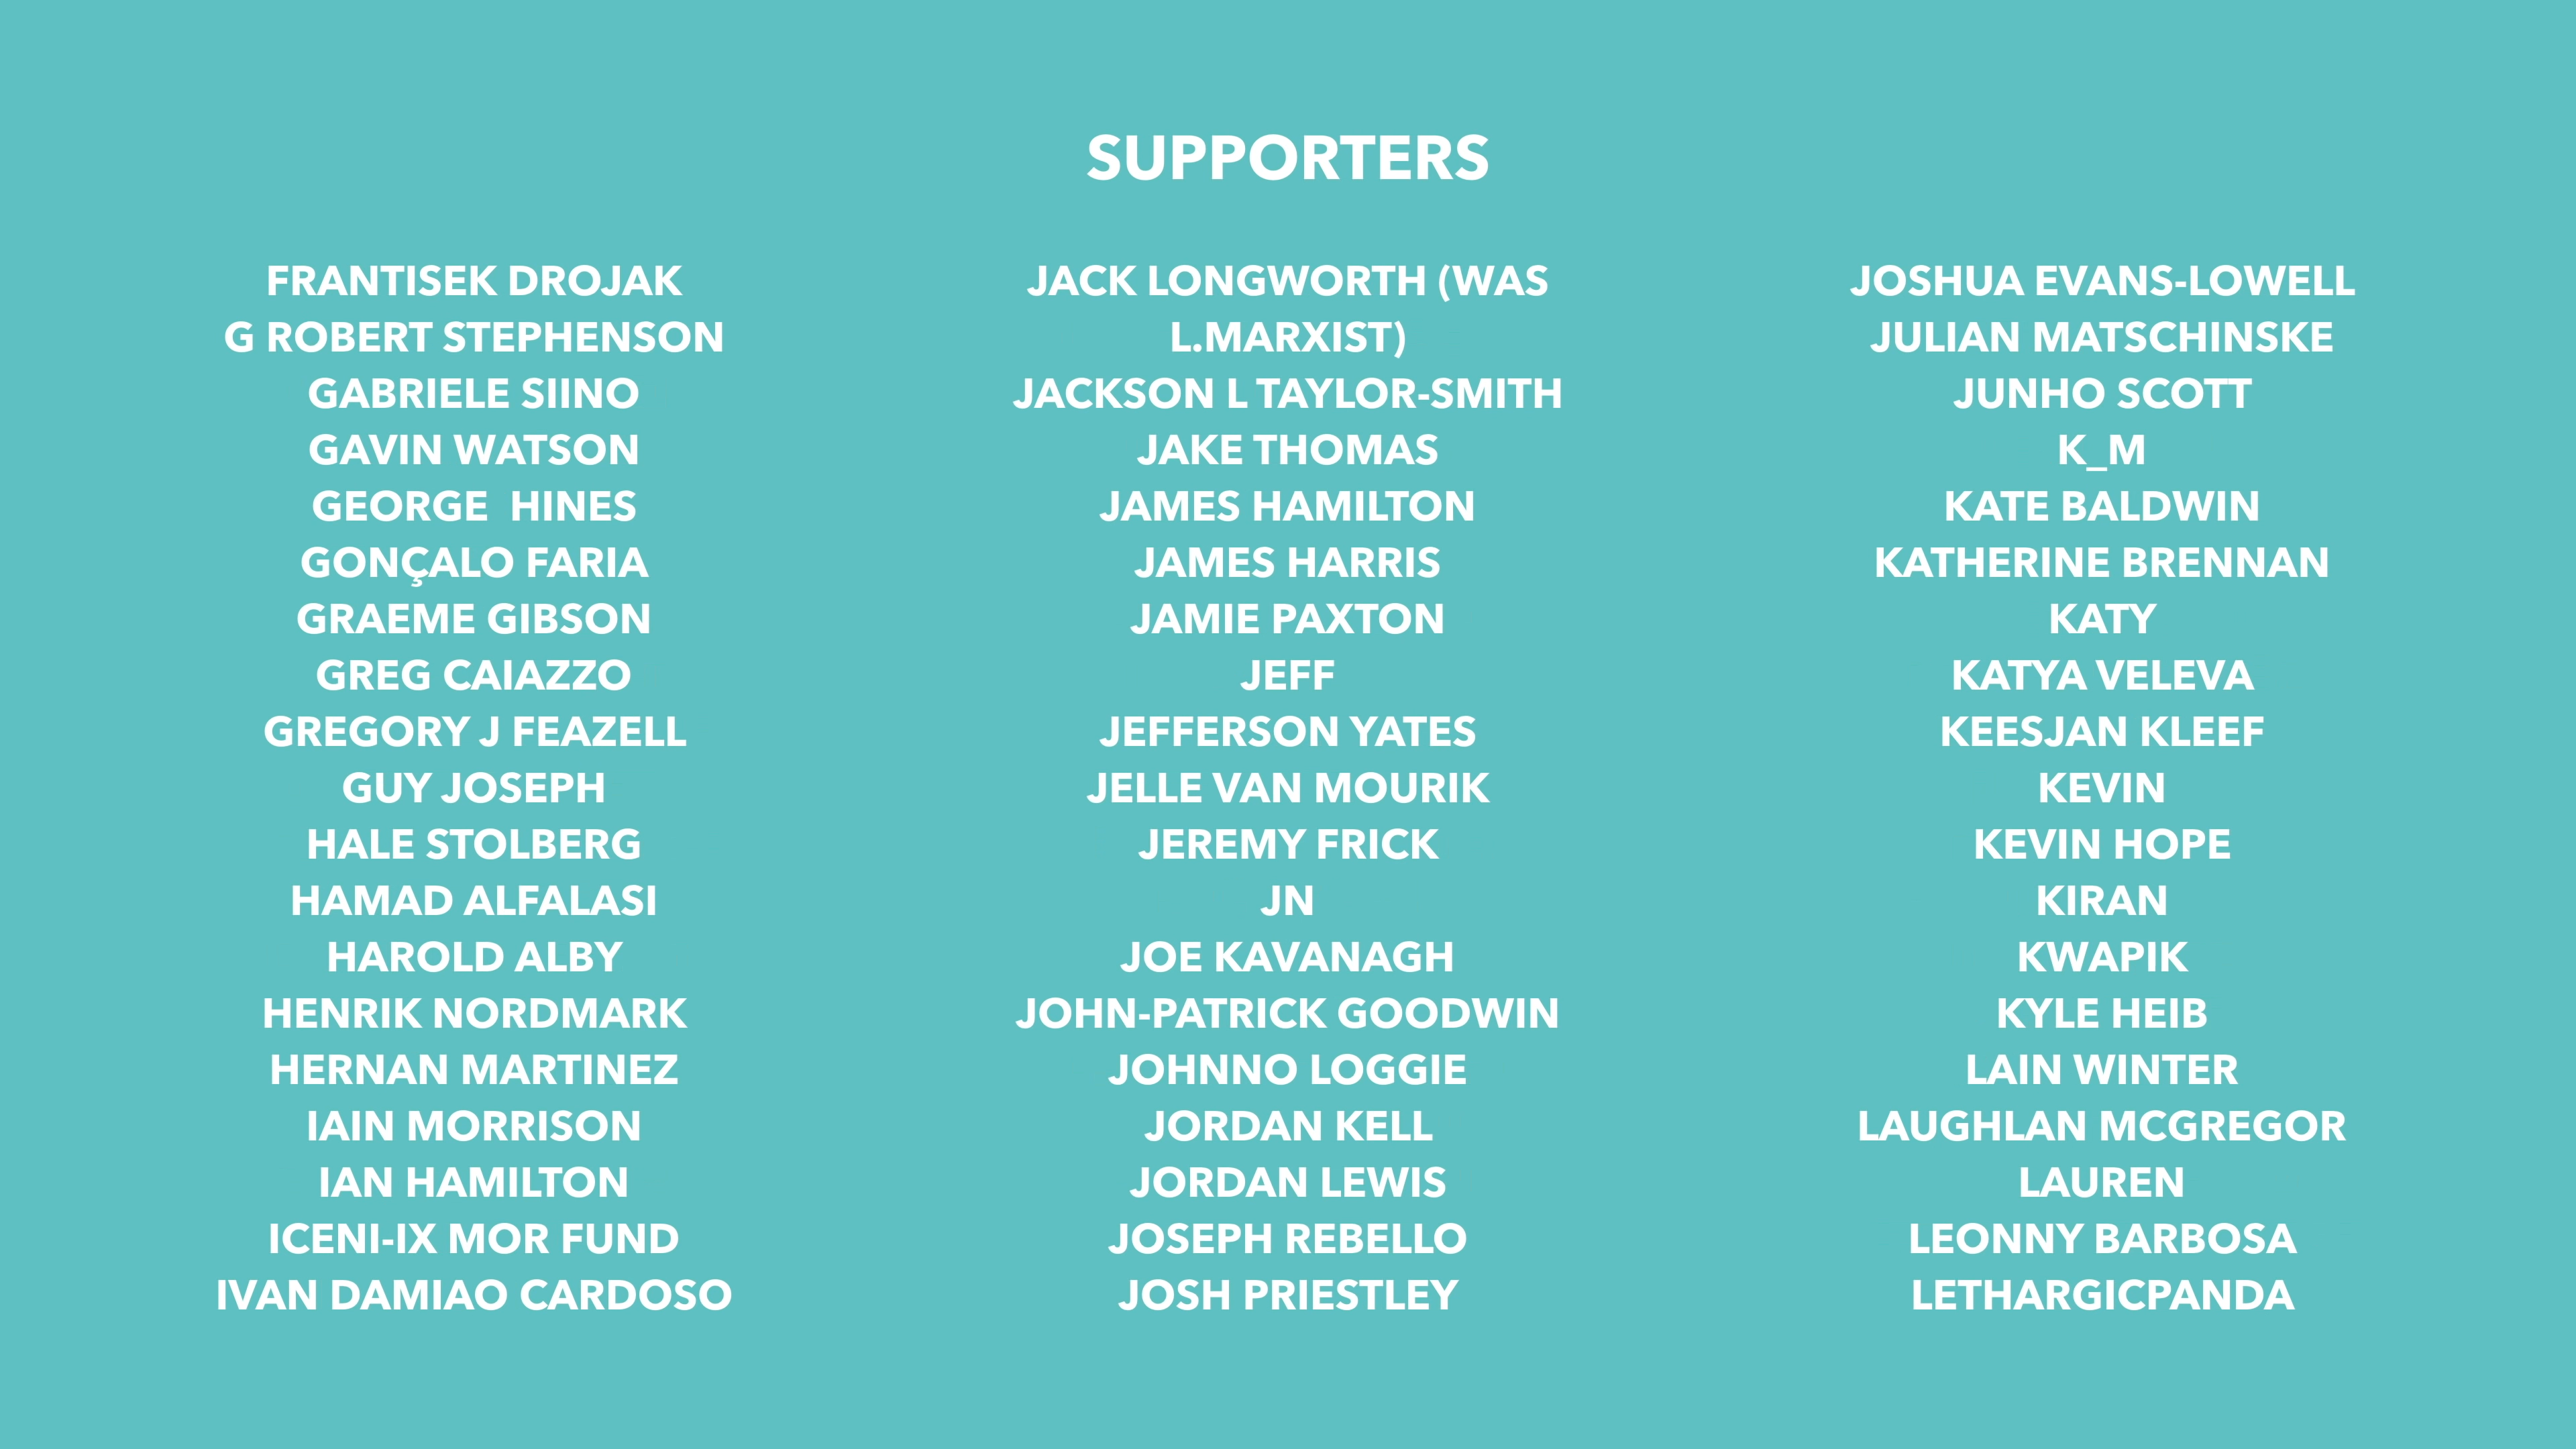 SUPPORTERS
FRANTISEK DROJAK
G ROBERT STEPHENSON
GABRIELE SIINO
GAVIN WATSON
GEORGE  HINES
GONÇALO FARIA
GRAEME GIBSON
GREG CAIAZZO
GREGORY J FEAZELL
GUY JOSEPH
HALE STOLBERG
HAMAD ALFALASI
HAROLD ALBY
HENRIK NORDMARK
HERNAN MARTINEZ
IAIN MORRISON
IAN HAMILTON
ICENI-IX MOR FUND
IVAN DAMIAO CARDOSO
JACK LONGWORTH (WAS
L.MARXIST)
JACKSON L TAYLOR-SMITH
JAKE THOMAS
JAMES HAMILTON
JAMES HARRIS
JAMIE PAXTON
JEFF
JEFFERSON YATES
JELLE VAN MOURIK
JEREMY FRICK
JN
JOE KAVANAGH
JOHN-PATRICK GOODWIN
JOHNNO LOGGIE
JORDAN KELL
JORDAN LEWIS
JOSEPH REBELLO
JOSH PRIESTLEY
JOSHUA EVANS-LOWELL
JULIAN MATSCHINSKE
JUNHO SCOTT
K_M
KATE BALDWIN
KATHERINE BRENNAN
KATY
KATYA VELEVA
KEESJAN KLEEF
KEVIN
KEVIN HOPE
KIRAN
KWAPIK
KYLE HEIB
LAIN WINTER
LAUGHLAN MCGREGOR
LAUREN
LEONNY BARBOSA
LETHARGICPANDA